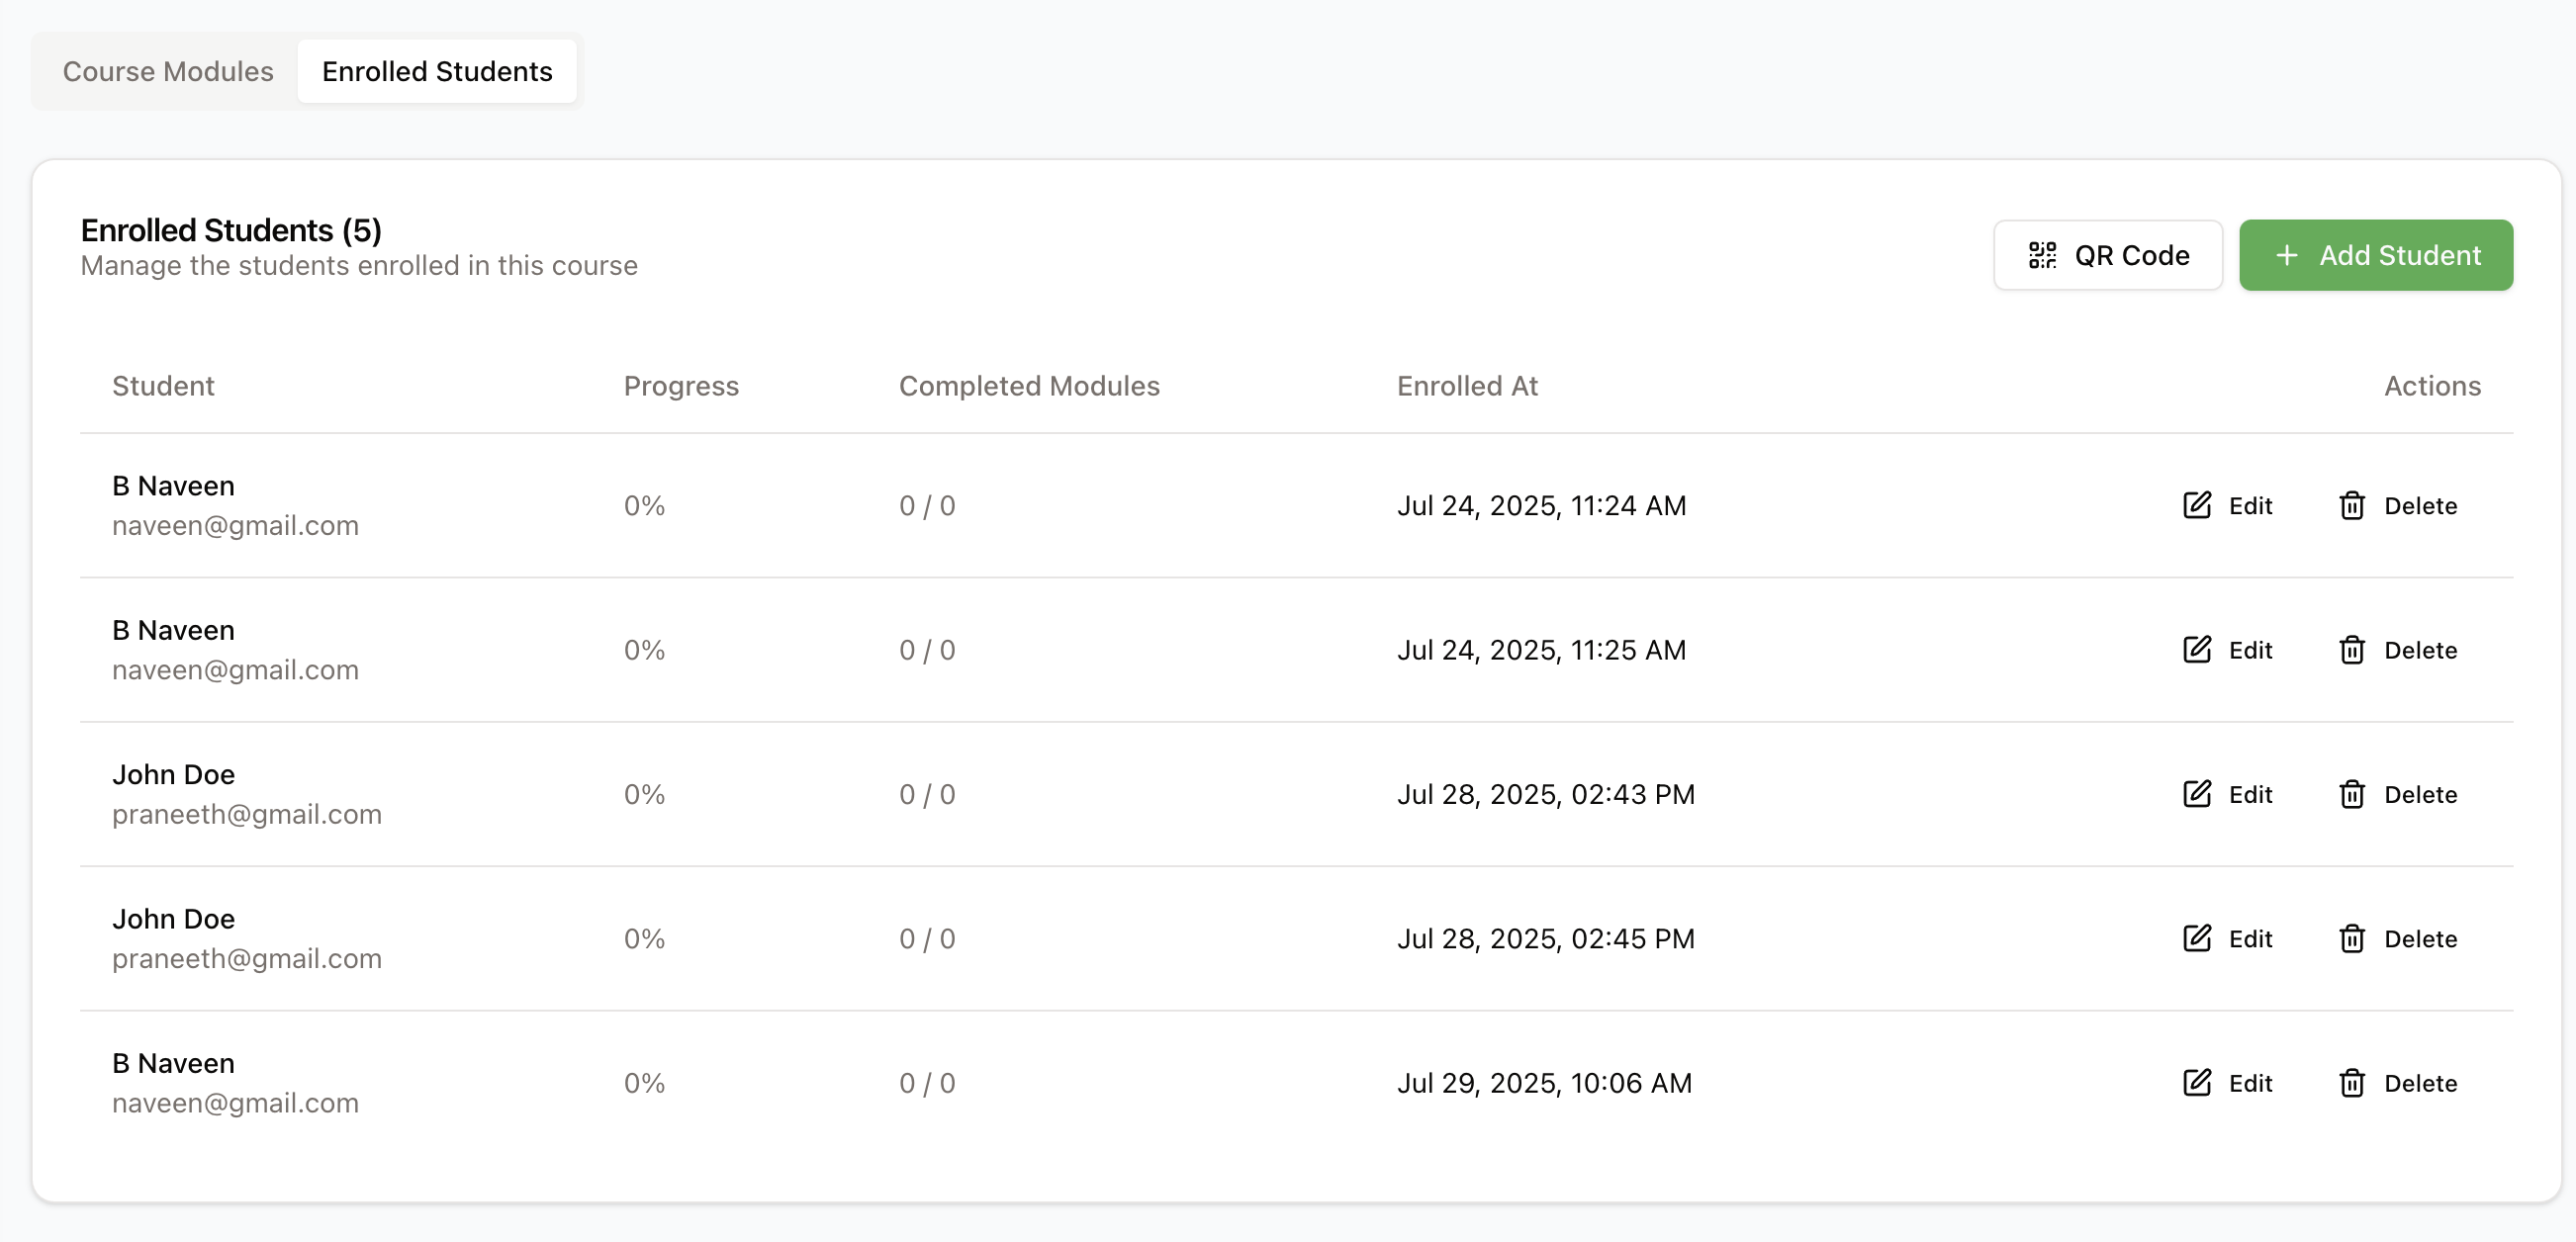 Course Modules Enrolled Students
Enrolled Students (5)
Manage the students enrolled in this course
QR Code + Add Student
Student Progress Completed Modules Enrolled At Actions
B Naveen
naveen@gmail.com
0% 0 / 0 Jul 24, 2025, 11:24 AM Edit Delete
B Naveen
naveen@gmail.com
0% 0 / 0 Jul 24, 2025, 11:25 AM Edit Delete
John Doe
praneeth@gmail.com
0% 0 / 0 Jul 28, 2025, 02:43 PM Edit Delete
John Doe
praneeth@gmail.com
0% 0 / 0 Jul 28, 2025, 02:45 PM Edit Delete
B Naveen
naveen@gmail.com
0% 0 / 0 Jul 29, 2025, 10:06 AM Edit Delete